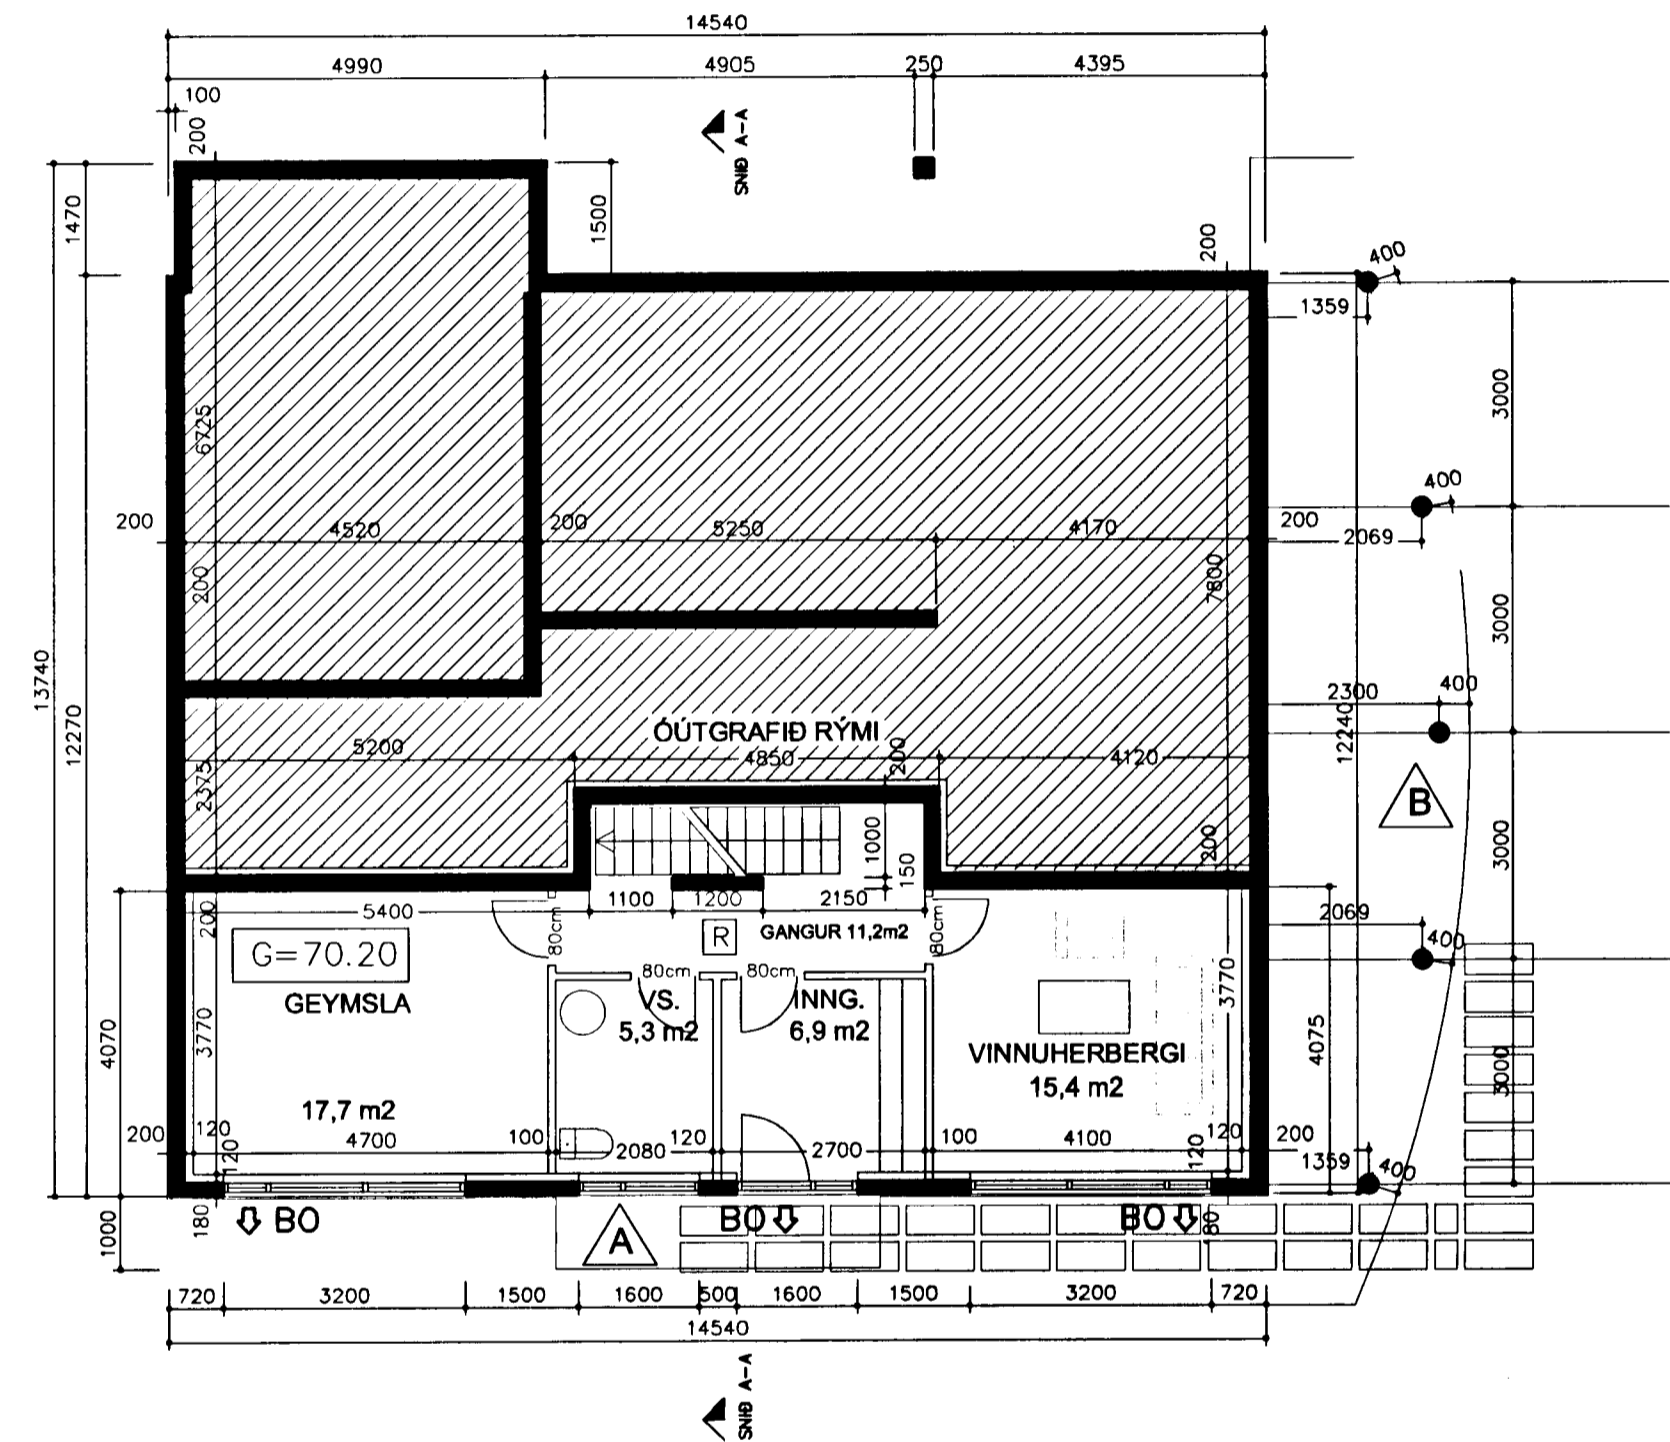 14540
4990 4905 250 4395
100
200
SNIÐ A-A
1470
1500
200
400
1359
3000
6725
400
200 4520 200 5250 4170 200
2069
200
7800
3000
13740
12270
2300 400
12240
ÓÚTGRAFIÐ RÝMI
5200 4850 200 4120
2375
B
1000
150
200
3000
5400 1100 1200 2150
200
80cm
R
GANGUR 11,2m2
80cm
2069
400
G=70.20
80cm 80cm
GEYMSLA
VS.
5,3 m2
INNG.
6,9 m2
3770
3770
4070
4075
VINNUHERBERGI
15,4 m2
3000
17,7 m2
200 120 4700 100 2080 120 2700 100 4100 120 200
120
120
1359
400
180
BO
A
BO
BO
180
1000
720 3200 1500 1600 500 1600 1500 3200 720
14540
SNIÐ A-A